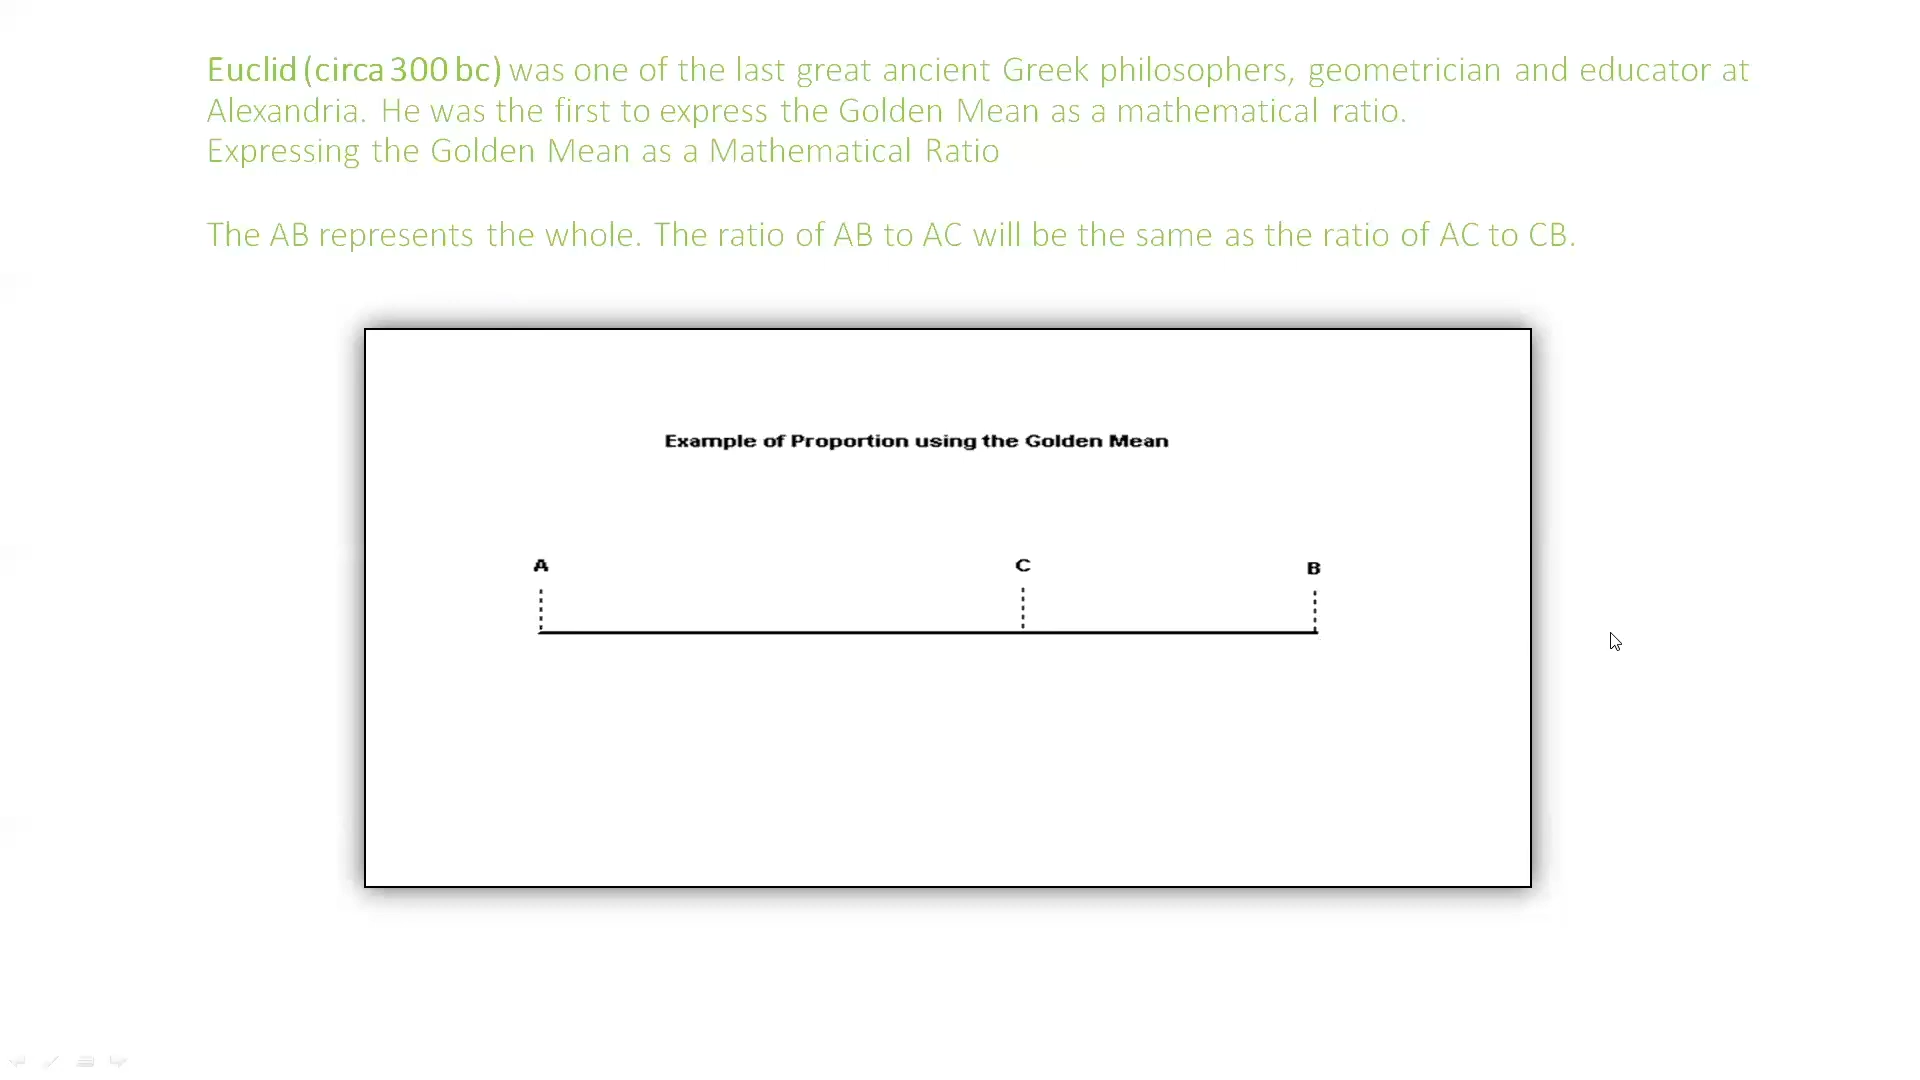 Euclid (circa 300 bc) was one of the last great ancient Greek philosophers, geometrician and educator at
Alexandria. He was the first to express the Golden Mean as a mathematical ratio.
Expressing the Golden Mean as a Mathematical Ratio
The AB represents the whole. The ratio of AB to AC will be the same as the ratio of AC to CB.
Example of Proportion using the Golden Mean
A C B